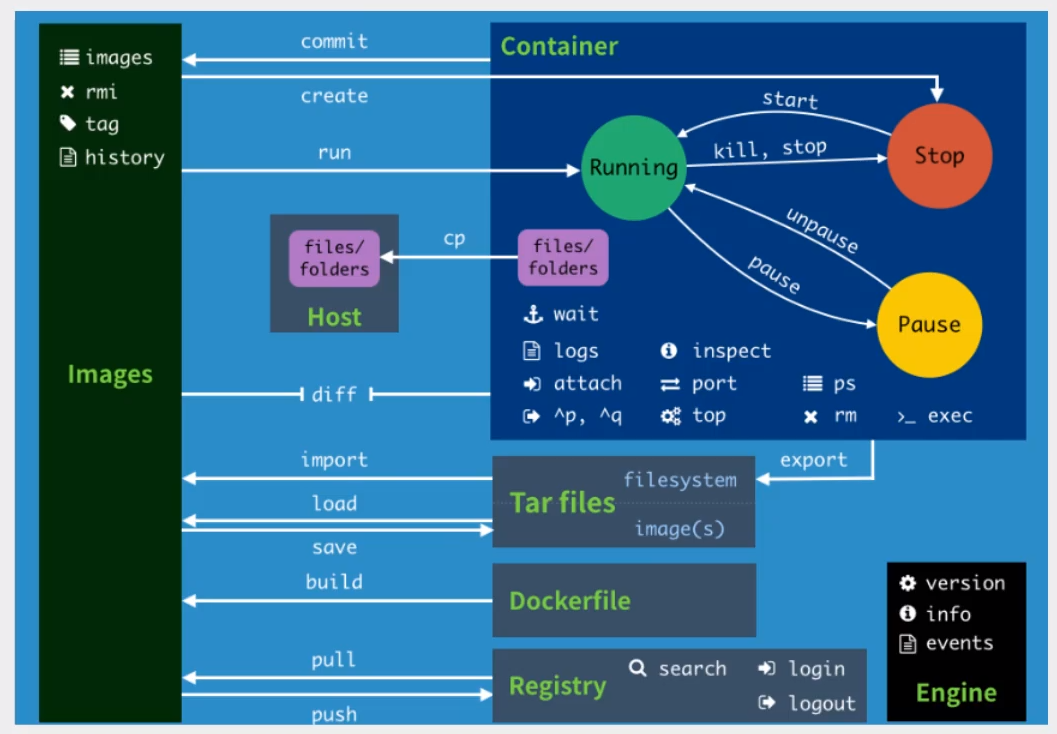 images
rmi
tag
history
Images
commit
create
run
Container
start
Running
kill, stop
Stop
unpause
pause
Pause
files/
folders
Host
cp
files/
folders
wait
logs
inspect
attach
port
ps
^p, ^q
top
rm
>_ exec
diff
import
export
filesystem
load
Tar files
image(s)
save
build
Dockerfile
pull
Registry
search
login
logout
push
version
info
events
Engine